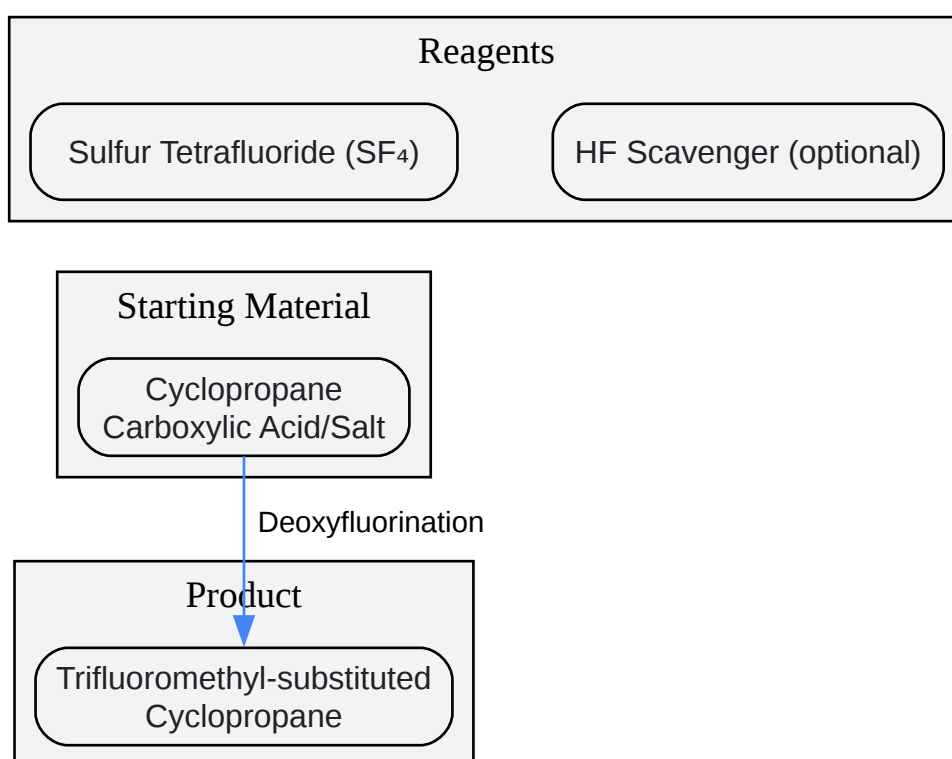 Reagents
Sulfur Tetrafluoride (SF₄)
HF Scavenger (optional)
Starting Material
Cyclopropane
Carboxylic Acid/Salt
Deoxyfluorination
Product
Trifluoromethyl-substituted
Cyclopropane